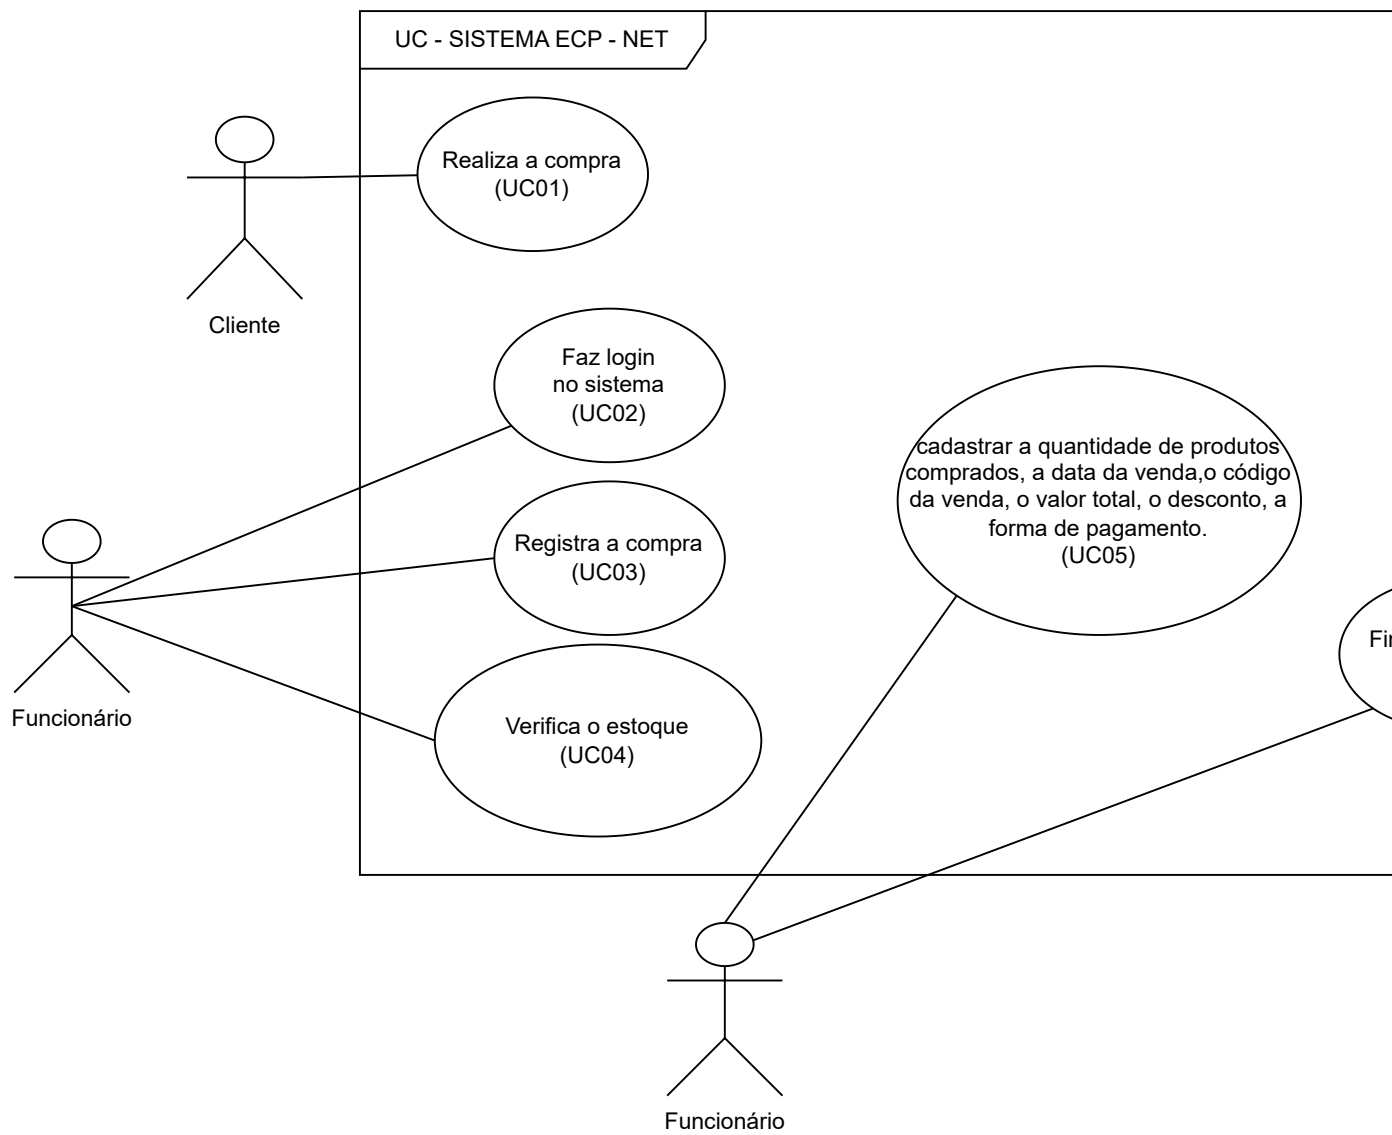 UC - SISTEMA ECP - NET
Realiza a compra
(UC01)
Cliente
Faz login
no sistema
(UC02)
cadastrar a quantidade de produtos
comprados, a data da venda,o código
da venda, o valor total, o desconto, a
forma de pagamento.
(UC05)
Registra a compra
(UC03)
Funcionário
Verifica o estoque
(UC04)
Funcionário